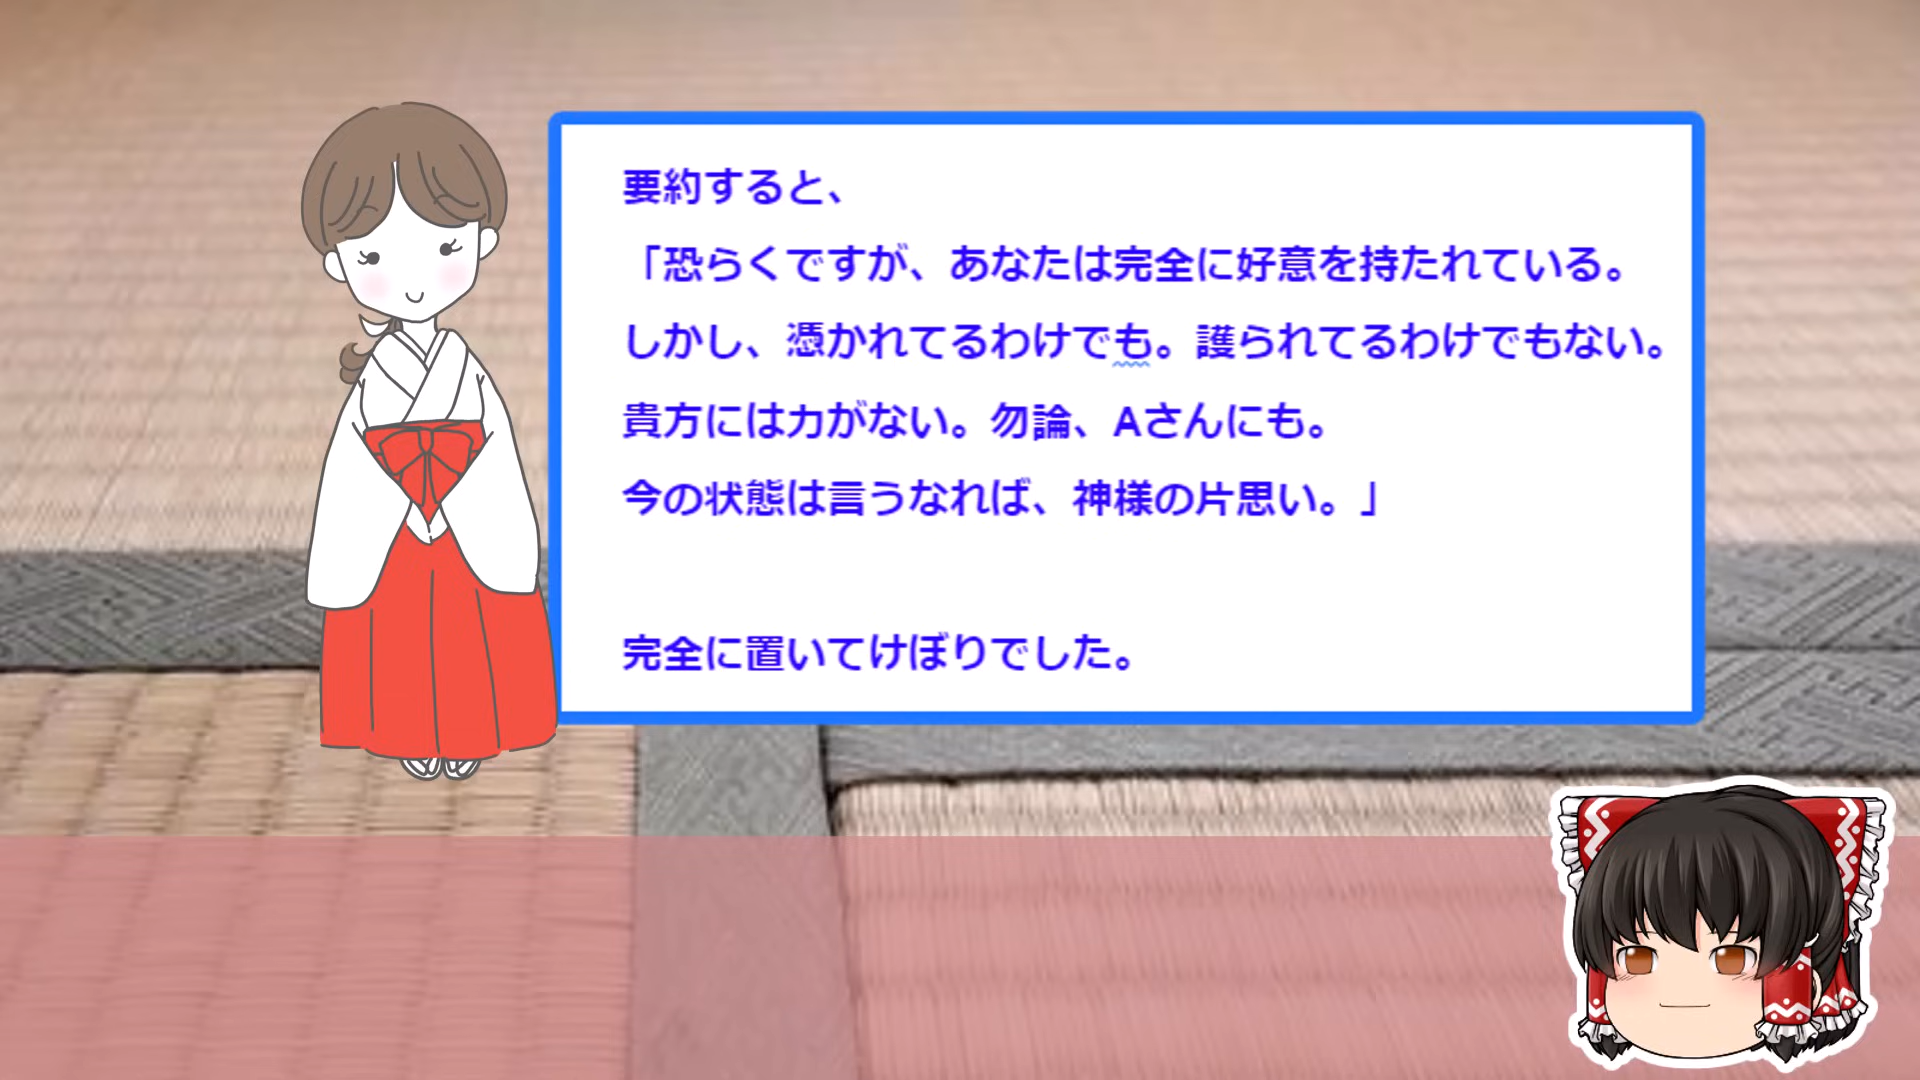 要約すると、
「恐らくですが、あなたは完全に好意を持たれている。
しかし、憑かれてるわけでも。護られてるわけでもない。
貴方には力がない。勿論、Aさんにも。
今の状態は言うなれば、神様の片思い。」
完全に置いてけぼりでした。